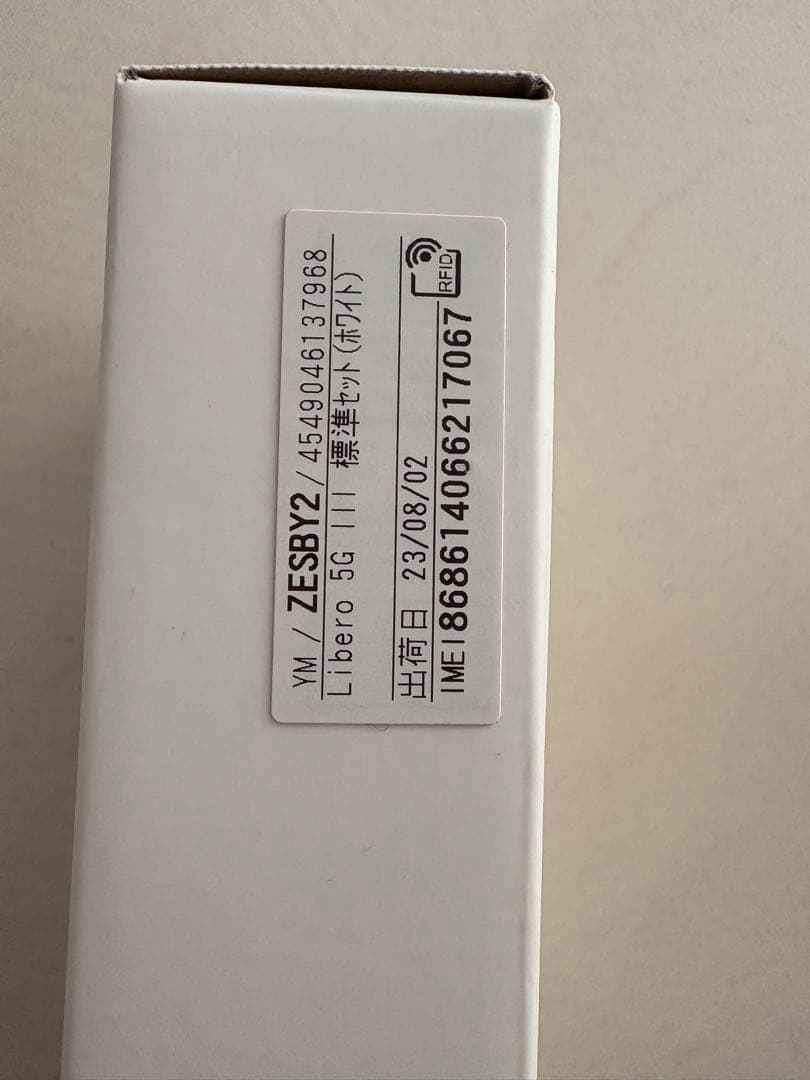 YM / ZESBY2 / 4549046137968
Libero 5G III 標準セット(ホワイト)
出荷日 23/08/02
RFID
IMEI868614066217067